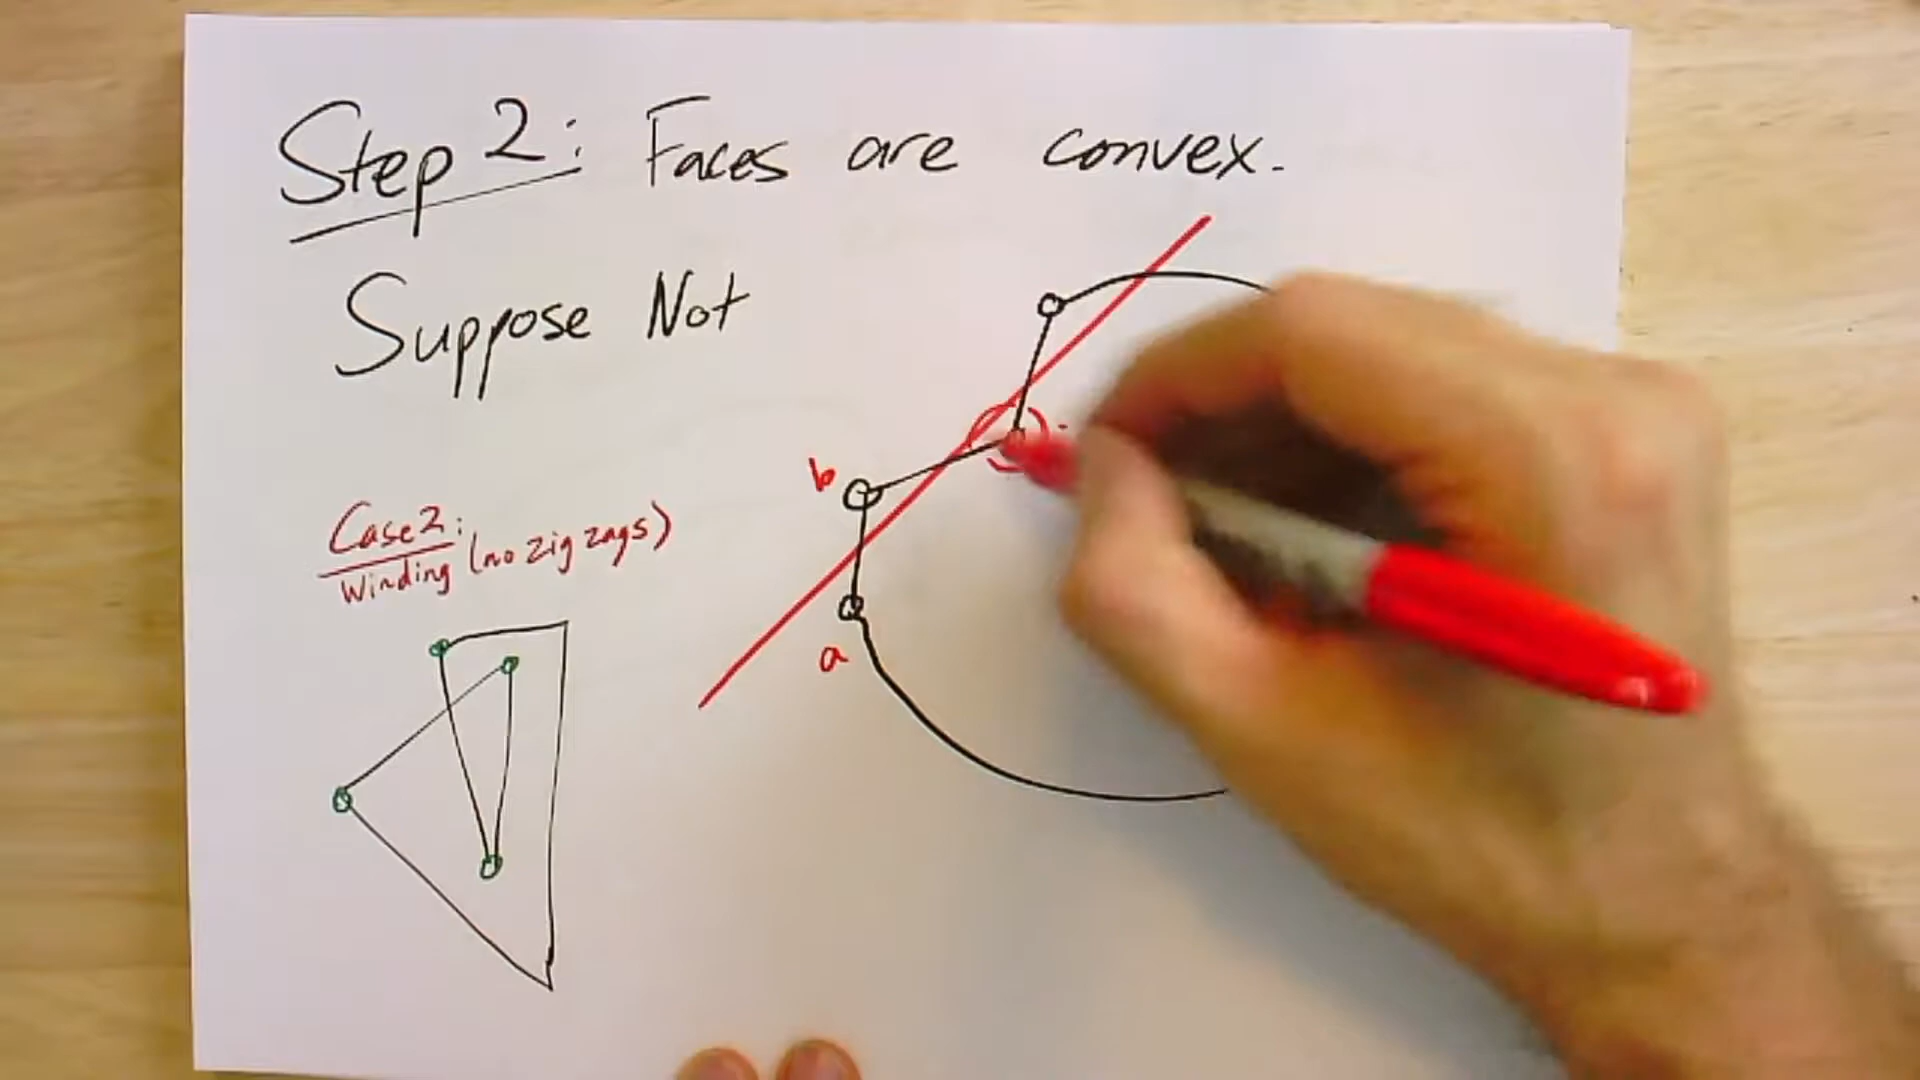 Step 2: Faces are convex.
Suppose Not
b
Case 2:
Winding (no zig zags)
a